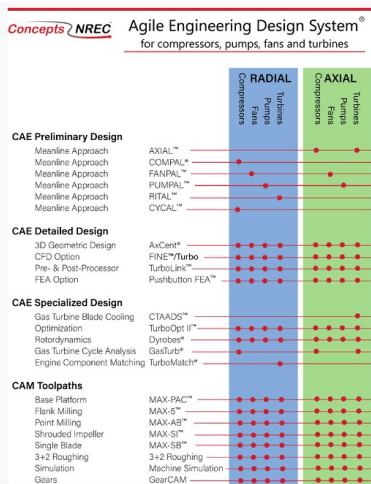 Concepts NREC
Agile Engineering Design System®
for compressors, pumps, fans and turbines
RADIAL AXIAL
Compressors Fans Pumps Turbines Compressors Fans Pumps Turbines
CAE Preliminary Design
Meanline Approach AXIAL™
Meanline Approach COMPAL®
Meanline Approach FANPAL™
Meanline Approach PUMPAL™
Meanline Approach RITAL™
Meanline Approach CYCAL™
CAE Detailed Design
3D Geometric Design AxCent®
CFD Option FINE™/Turbo
Pre- & Post-Processor TurboLink™
FEA Option Pushbutton FEA™
CAE Specialized Design
Gas Turbine Blade Cooling CTAADS™
Optimization TurboOpt II™
Rotordynamics Dyrobes®
Gas Turbine Cycle Analysis GasTurb®
Engine Component Matching TurboMatch®
CAM Toolpaths
Base Platform MAX-PAC™
Flank Milling MAX-5™
Point Milling MAX-AB™
Shrouded Impeller MAX-SI™
Single Blade MAX-SB™
3+2 Roughing 3+2 Roughing
Simulation Machine Simulation
Gears GearCAM